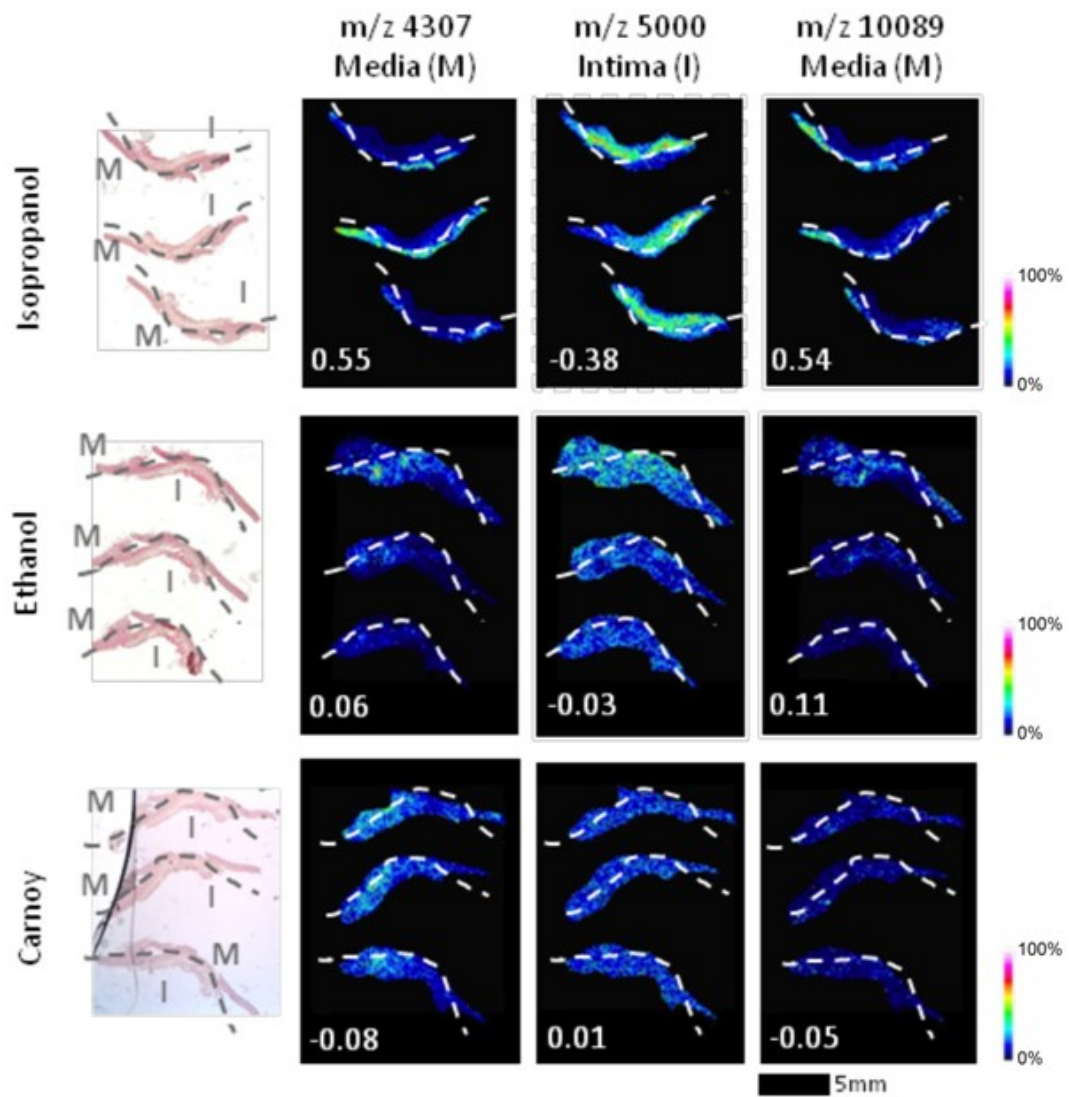 m/z 4307
Media (M)
m/z 5000
Intima (I)
m/z 10089
Media (M)
Isopropanol
I
M
I
M
I
M
0.55
-0.38
0.54
100%
0%
Ethanol
M
I
M
I
M
I
0.06
-0.03
0.11
100%
0%
Carnoy
M
I
M
I
M
I
-0.08
0.01
-0.05
100%
0%
5mm